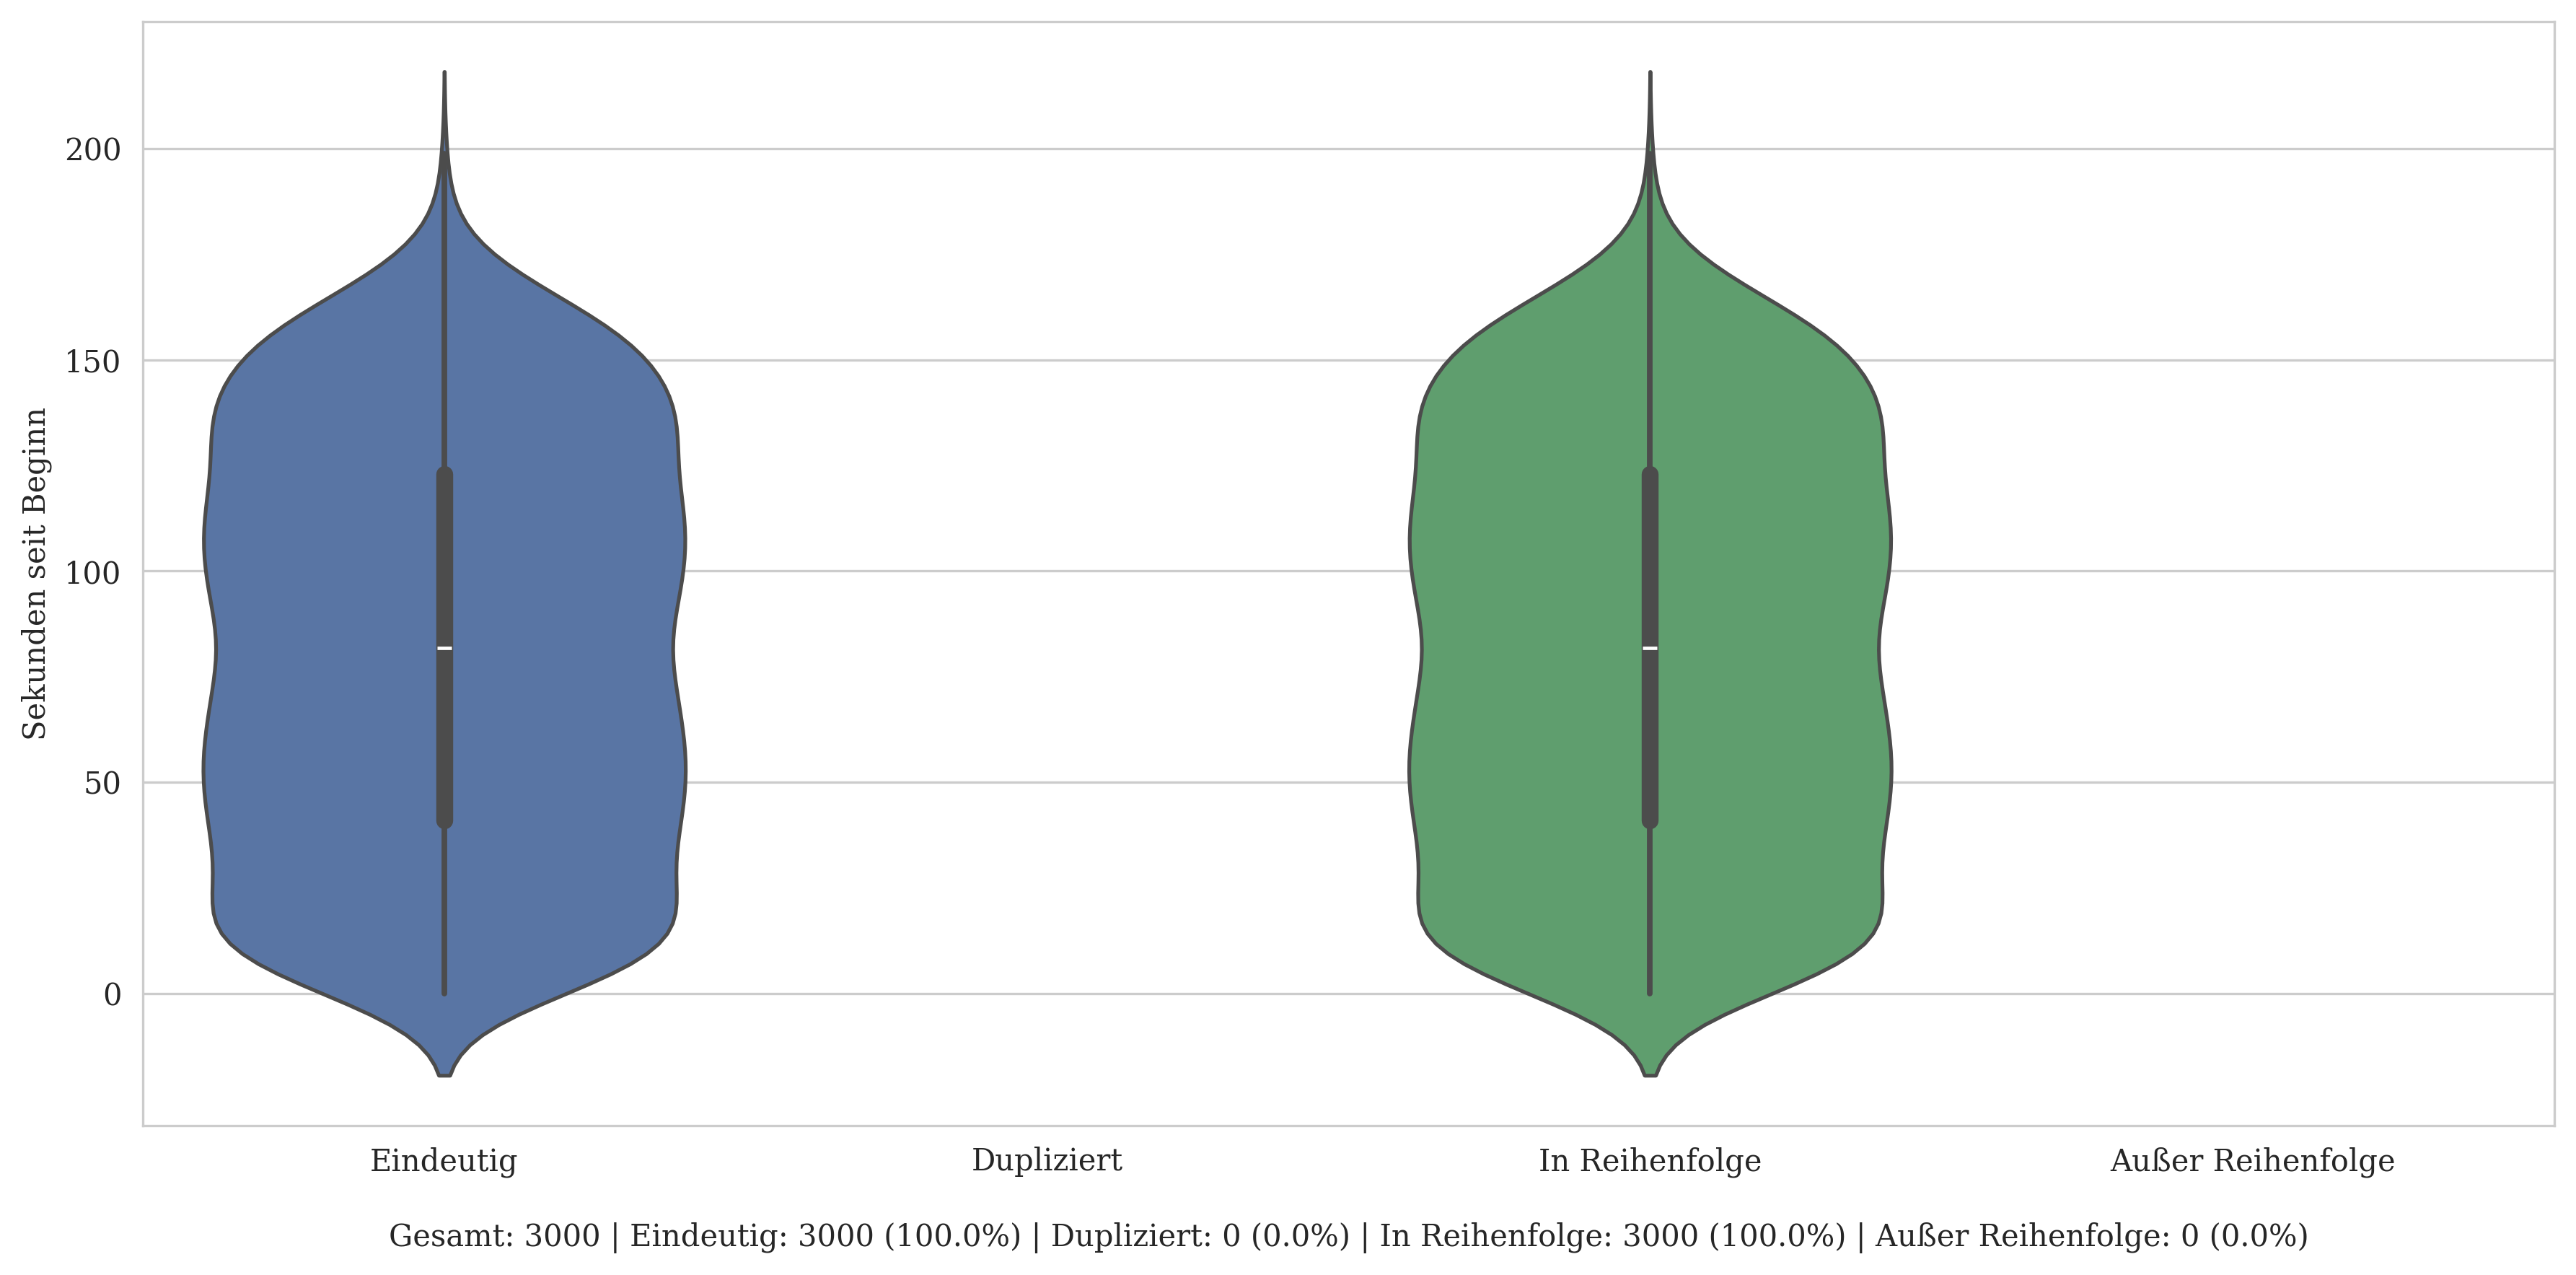 Sekunden seit Beginn
200
150
100
50
0
Eindeutig
Dupliziert
In Reihenfolge
Außer Reihenfolge
Gesamt: 3000 | Eindeutig: 3000 (100.0%) | Dupliziert: 0 (0.0%) | In Reihenfolge: 3000 (100.0%) | Außer Reihenfolge: 0 (0.0%)